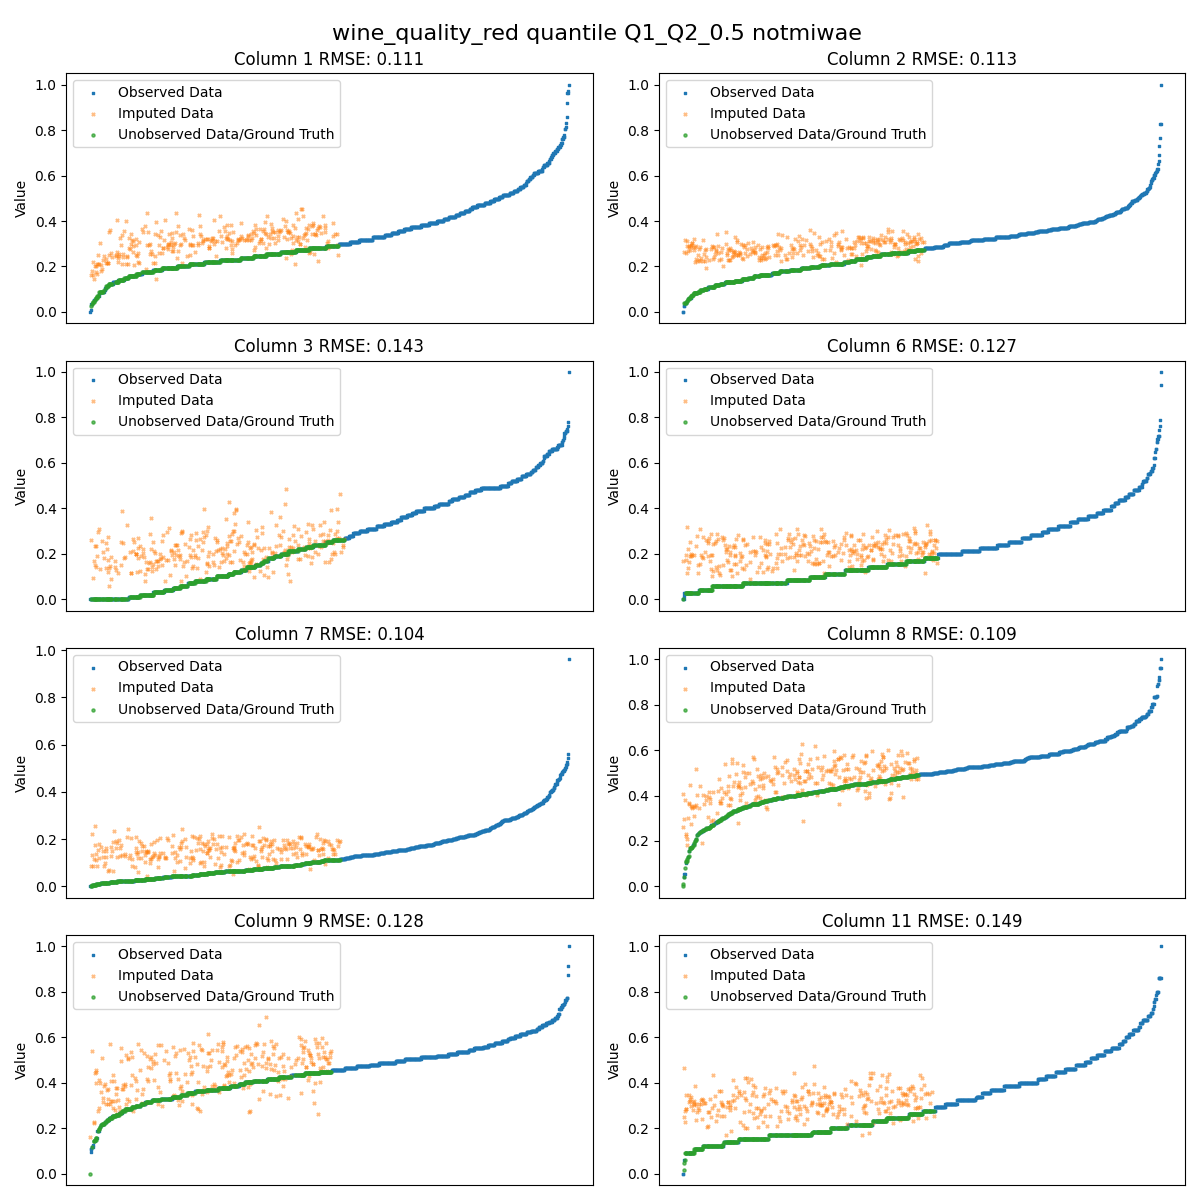 wine_quality_red quantile Q1_Q2_0.5 notmiwae
Column 1 RMSE: 0.111
1.0
0.8
0.6
0.4
0.2
0.0
Value
Observed Data
Imputed Data
Unobserved Data/Ground Truth
Column 2 RMSE: 0.113
1.0
0.8
0.6
0.4
0.2
0.0
Value
Observed Data
Imputed Data
Unobserved Data/Ground Truth
Column 3 RMSE: 0.143
1.0
0.8
0.6
0.4
0.2
0.0
Value
Observed Data
Imputed Data
Unobserved Data/Ground Truth
Column 6 RMSE: 0.127
1.0
0.8
0.6
0.4
0.2
0.0
Value
Observed Data
Imputed Data
Unobserved Data/Ground Truth
Column 7 RMSE: 0.104
1.0
0.8
0.6
0.4
0.2
0.0
Value
Observed Data
Imputed Data
Unobserved Data/Ground Truth
Column 8 RMSE: 0.109
1.0
0.8
0.6
0.4
0.2
0.0
Value
Observed Data
Imputed Data
Unobserved Data/Ground Truth
Column 9 RMSE: 0.128
1.0
0.8
0.6
0.4
0.2
0.0
Value
Observed Data
Imputed Data
Unobserved Data/Ground Truth
Column 11 RMSE: 0.149
1.0
0.8
0.6
0.4
0.2
0.0
Value
Observed Data
Imputed Data
Unobserved Data/Ground Truth